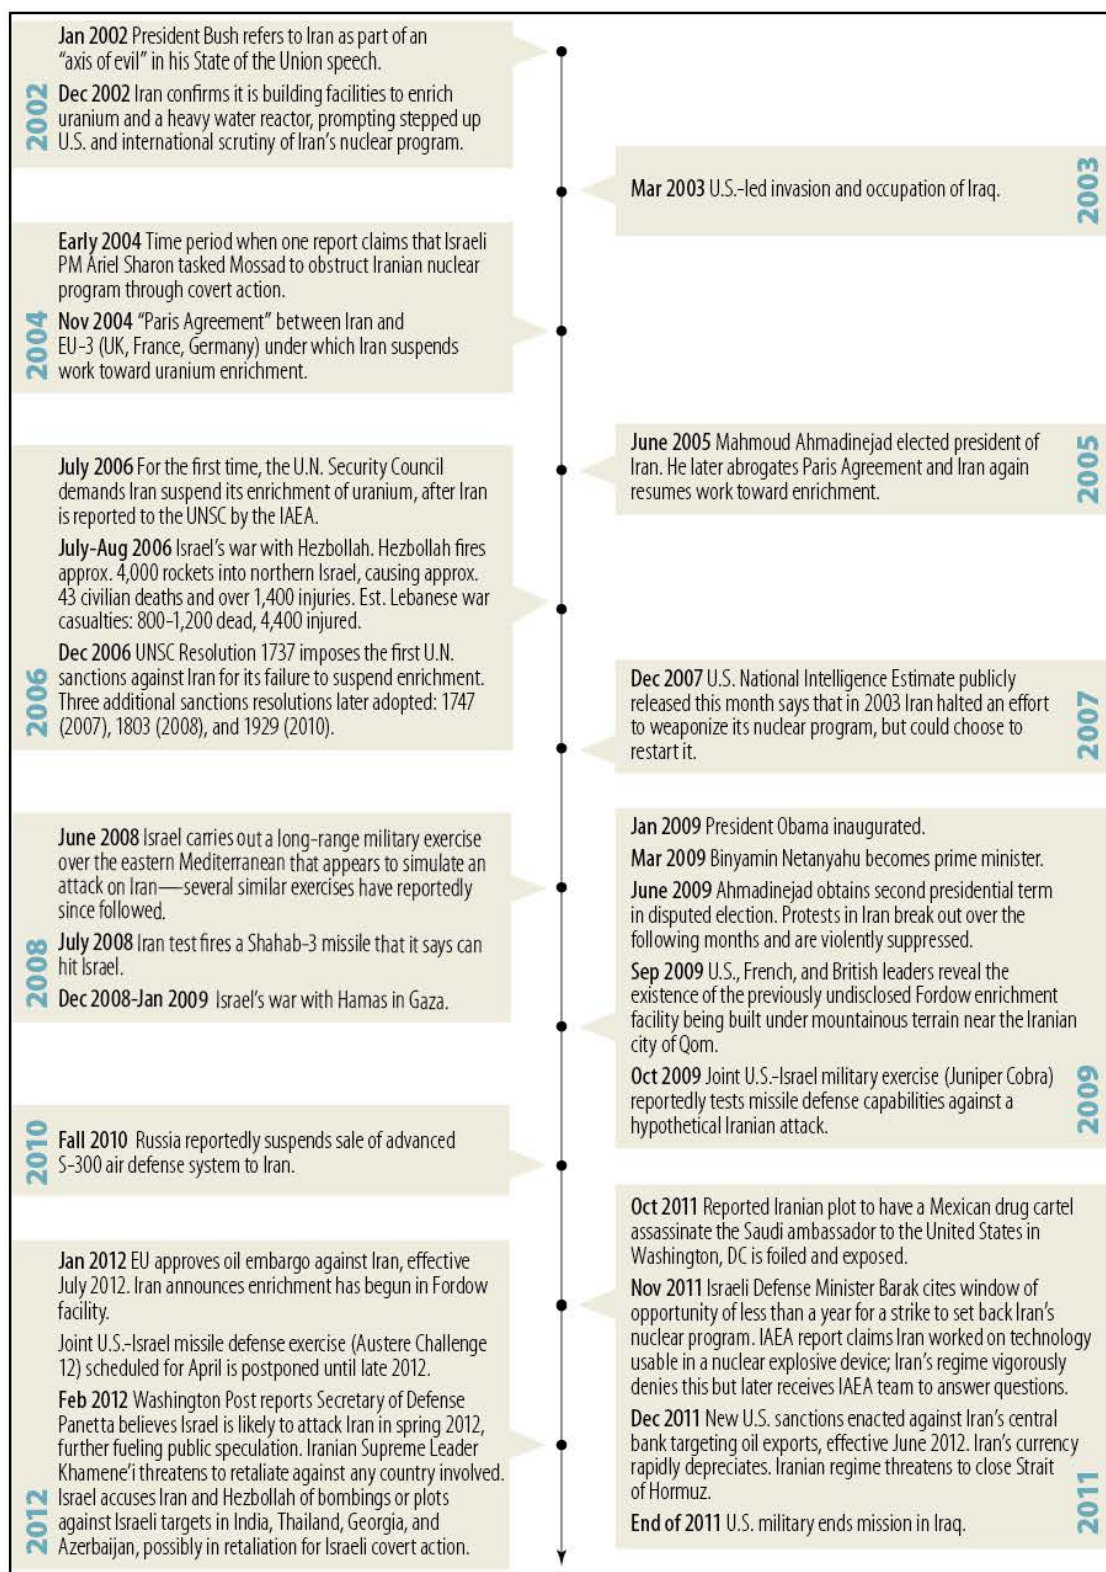 Jan 2002 President Bush refers to Iran as part of an
“axis of evil” in his State of the Union speech.
Dec 2002 Iran confirms it is building facilities to enrich
uranium and a heavy water reactor, prompting stepped up
U.S. and international scrutiny of Iran’s nuclear program.
2002
Mar 2003 U.S.-led invasion and occupation of Iraq.
2003
Early 2004 Time period when one report claims that Israeli
PM Ariel Sharon tasked Mossad to obstruct Iranian nuclear
program through covert action.
Nov 2004 “Paris Agreement” between Iran and
EU-3 (UK, France, Germany) under which Iran suspends
work toward uranium enrichment.
2004
June 2005 Mahmoud Ahmadinejad elected president of
Iran. He later abrogates Paris Agreement and Iran again
resumes work toward enrichment.
2005
July 2006 For the first time, the U.N. Security Council
demands Iran suspend its enrichment of uranium, after Iran
is reported to the UNSC by the IAEA.
July-Aug 2006 Israel’s war with Hezbollah. Hezbollah fires
approx. 4,000 rockets into northern Israel, causing approx.
43 civilian deaths and over 1,400 injuries. Est. Lebanese war
casualties: 800-1,200 dead, 4,400 injured.
Dec 2006 UNSC Resolution 1737 imposes the first U.N.
sanctions against Iran for its failure to suspend enrichment.
Three additional sanctions resolutions later adopted: 1747
(2007), 1803 (2008), and 1929 (2010).
2006
Dec 2007 U.S. National Intelligence Estimate publicly
released this month says that in 2003 Iran halted an effort
to weaponize its nuclear program, but could choose to
restart it.
2007
June 2008 Israel carries out a long-range military exercise
over the eastern Mediterranean that appears to simulate an
attack on Iran—several similar exercises have reportedly
since followed.
July 2008 Iran test fires a Shahab-3 missile that it says can
hit Israel.
Dec 2008-Jan 2009 Israel’s war with Hamas in Gaza.
2008
Jan 2009 President Obama inaugurated.
Mar 2009 Binyamin Netanyahu becomes prime minister.
June 2009 Ahmadinejad obtains second presidential term
in disputed election. Protests in Iran break out over the
following months and are violently suppressed.
Sep 2009 U.S., French, and British leaders reveal the
existence of the previously undisclosed Fordow enrichment
facility being built under mountainous terrain near the Iranian
city of Qom.
Oct 2009 Joint U.S.-Israel military exercise (Juniper Cobra)
reportedly tests missile defense capabilities against a
hypothetical Iranian attack.
2009
Fall 2010 Russia reportedly suspends sale of advanced
S-300 air defense system to Iran.
2010
Oct 2011 Reported Iranian plot to have a Mexican drug cartel
assassinate the Saudi ambassador to the United States in
Washington, DC is foiled and exposed.
Nov 2011 Israeli Defense Minister Barak cites window of
opportunity of less than a year for a strike to set back Iran’s
nuclear program. IAEA report claims Iran worked on technology
usable in a nuclear explosive device; Iran’s regime vigorously
denies this but later receives IAEA team to answer questions.
Dec 2011 New U.S. sanctions enacted against Iran’s central
bank targeting oil exports, effective June 2012. Iran’s currency
rapidly depreciates. Iranian regime threatens to close Strait
of Hormuz.
End of 2011 U.S. military ends mission in Iraq.
2011
Jan 2012 EU approves oil embargo against Iran, effective
July 2012. Iran announces enrichment has begun in Fordow
facility.
Joint U.S.-Israel missile defense exercise (Austere Challenge
12) scheduled for April is postponed until late 2012.
Feb 2012 Washington Post reports Secretary of Defense
Panetta believes Israel is likely to attack Iran in spring 2012,
further fueling public speculation. Iranian Supreme Leader
Khamene’i threatens to retaliate against any country involved.
Israel accuses Iran and Hezbollah of bombings or plots
against Israeli targets in India, Thailand, Georgia, and
Azerbaijan, possibly in retaliation for Israeli covert action.
2012